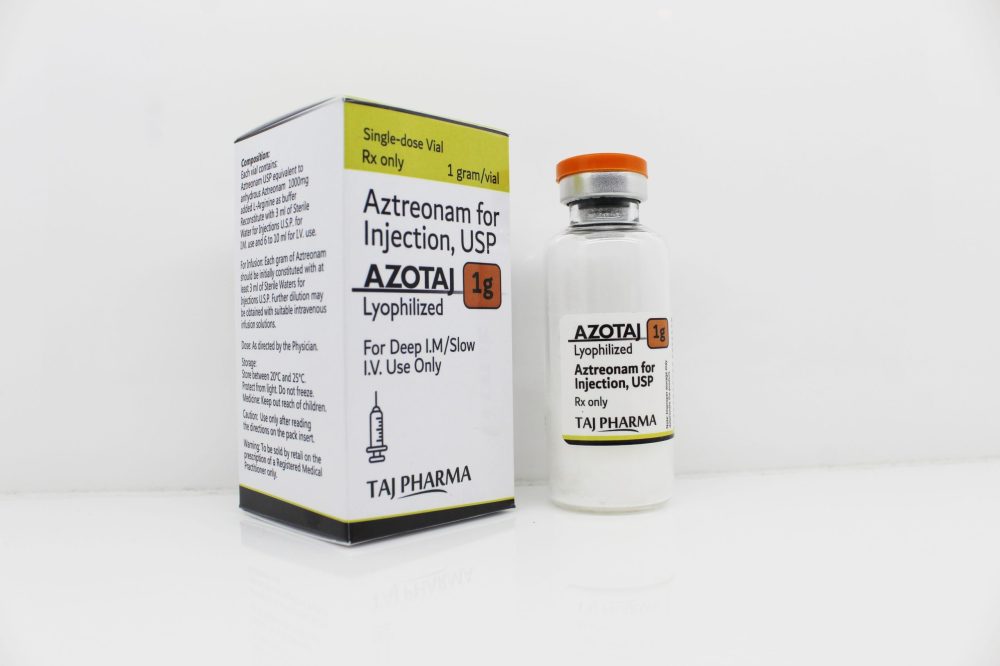 Composition:
Each vial contains:
Aztreonam USP equivalent to
anhydrous Aztreonam 1000mg
added L-Arginine as buffer
Reconstitute with 3 ml of Sterile
Water for Injections U.S.P. for
I.M. use and 6 to 10 ml for I.V. use.
For Infusion: Each gram of Aztreonam
should be initially constituted with at
least 3 ml of Sterile Waters for
Injections U.S.P. Further dilution may
be obtained with suitable intravenous
infusion solutions.
Dose: As directed by the Physician.
Storage:
Store between 20°C and 25°C.
Protect from light. Do not freeze.
Medicine: Keep out reach of children.
Caution: Use only after reading
the directions on the pack insert.
Warning: To be sold by retail on the
prescription of a Registered Medical
Practitioner only.
Single-dose Vial
Rx only
1 gram/vial
Aztreonam for
Injection, USP
AZOTAJ 1g
Lyophilized
For Deep I.M/Slow
I.V. Use Only
TAJ PHARMA
AZOTAJ 1g
Lyophilized
Aztreonam for
Injection, USP
Rx only
TAJ PHARMA